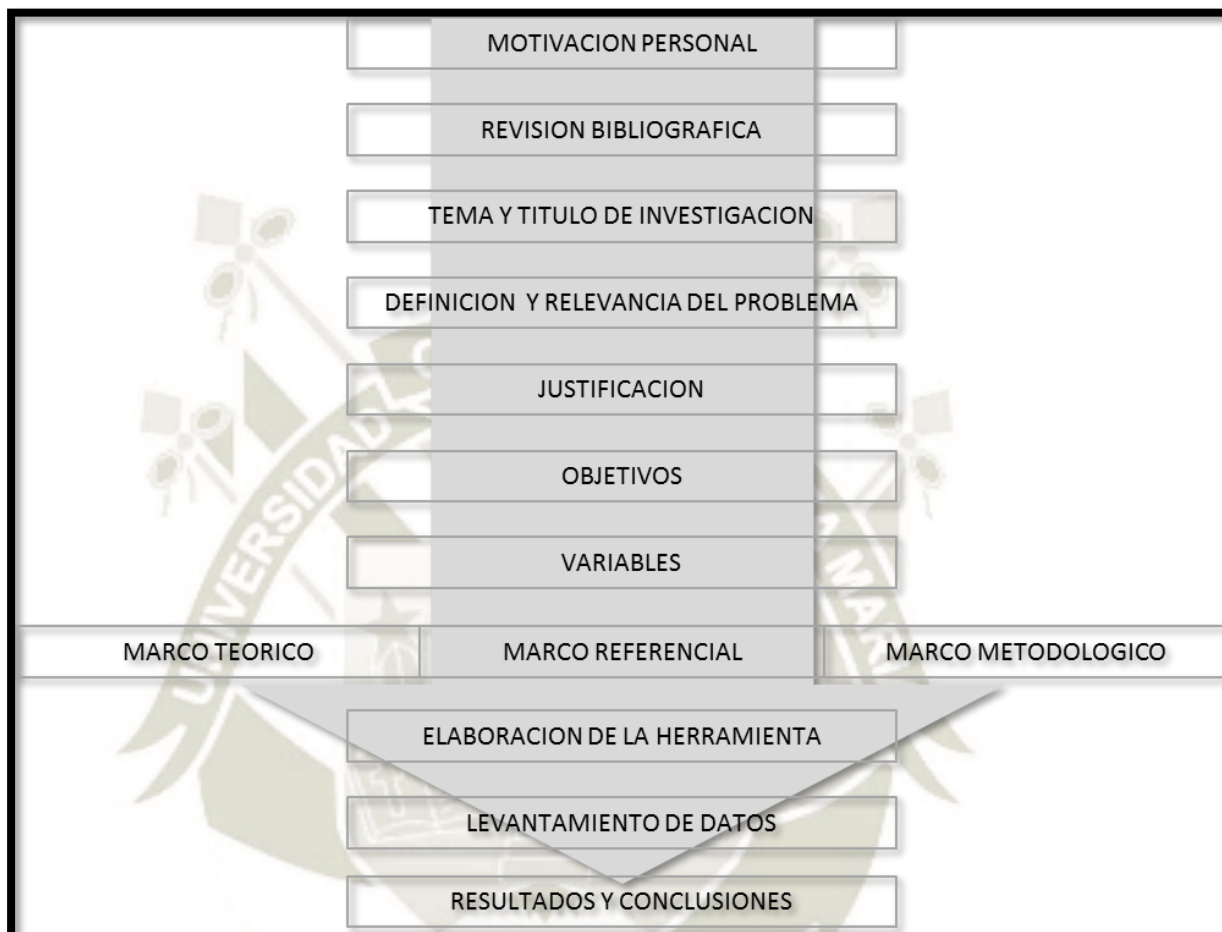 MOTIVACION PERSONAL
REVISION BIBLIOGRAFICA
TEMA Y TITULO DE INVESTIGACION
DEFINICION Y RELEVANCIA DEL PROBLEMA
JUSTIFICACION
OBJETIVOS
VARIABLES
MARCO TEORICO MARCO REFERENCIAL MARCO METODOLOGICO
ELABORACION DE LA HERRAMIENTA
LEVANTAMIENTO DE DATOS
RESULTADOS Y CONCLUSIONES
UNIVERSIDAD